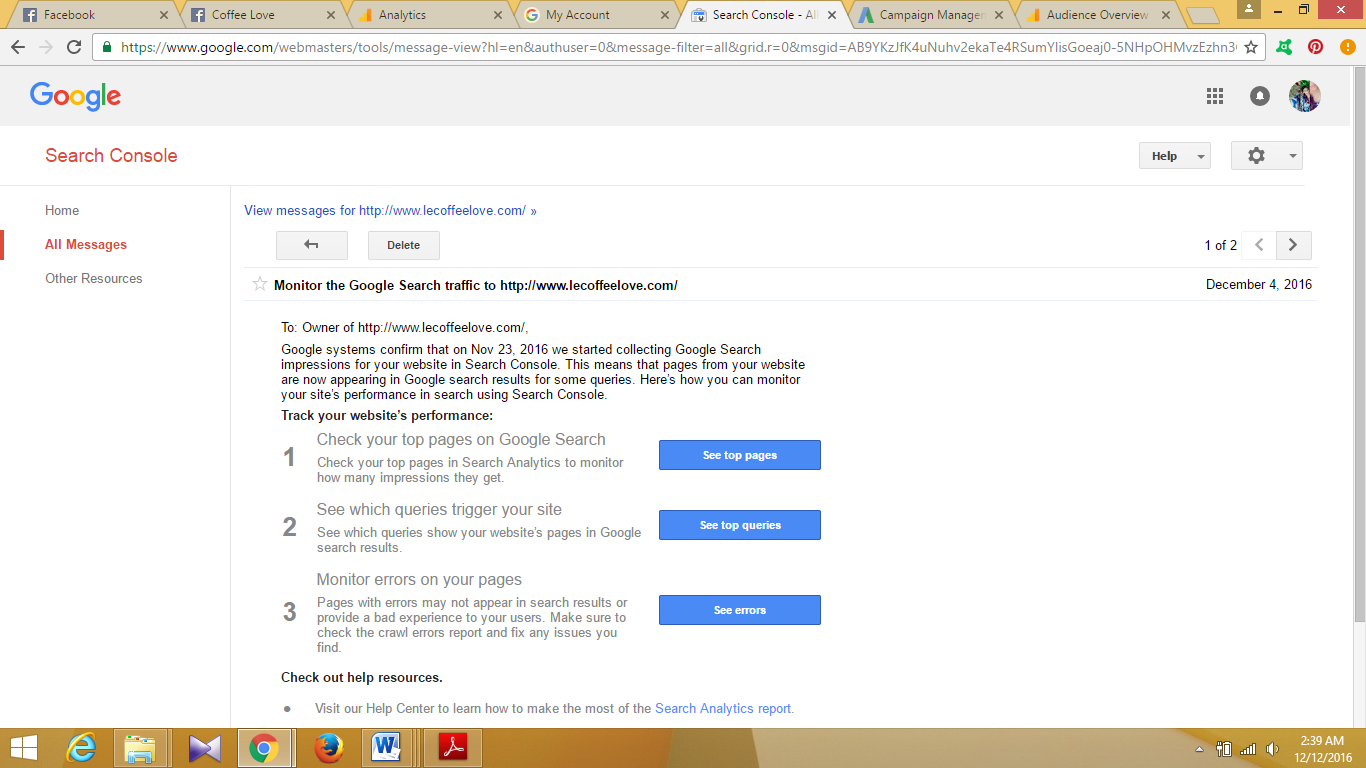 Facebook
Coffee Love
Analytics
My Account
Search Console - Al
Campaign Manage
Audience Overview
https://www.google.com/webmasters/tools/message-view?hl=en&authuser=0&message-filter=all&grid.r=0&msgid=AB9YKzJfK4uNuhv2ekaTe4RSumYlisGoeaj0-5NHpOHMvzEzhn3
Google
Search Console
Help
Home
All Messages
Other Resources
View messages for http://www.lecoffeelove.com/ »
Delete
1 of 2
Monitor the Google Search traffic to http://www.lecoffeelove.com/
December 4, 2016
To: Owner of http://www.lecoffeelove.com/,
Google systems confirm that on Nov 23, 2016 we started collecting Google Search
impressions for your website in Search Console. This means that pages from your website
are now appearing in Google search results for some queries. Here's how you can monitor
your site's performance in search using Search Console.
Track your website's performance:
1
Check your top pages on Google Search
Check your top pages in Search Analytics to monitor
how many impressions they get.
See top pages
2
See which queries trigger your site
See which queries show your website's pages in Google
search results.
See top queries
3
Monitor errors on your pages
Pages with errors may not appear in search results or
provide a bad experience to your users. Make sure to
check the crawl errors report and fix any issues you
find.
See errors
Check out help resources.
● Visit our Help Center to learn how to make the most of the Search Analytics report.
2:39 AM
12/12/2016